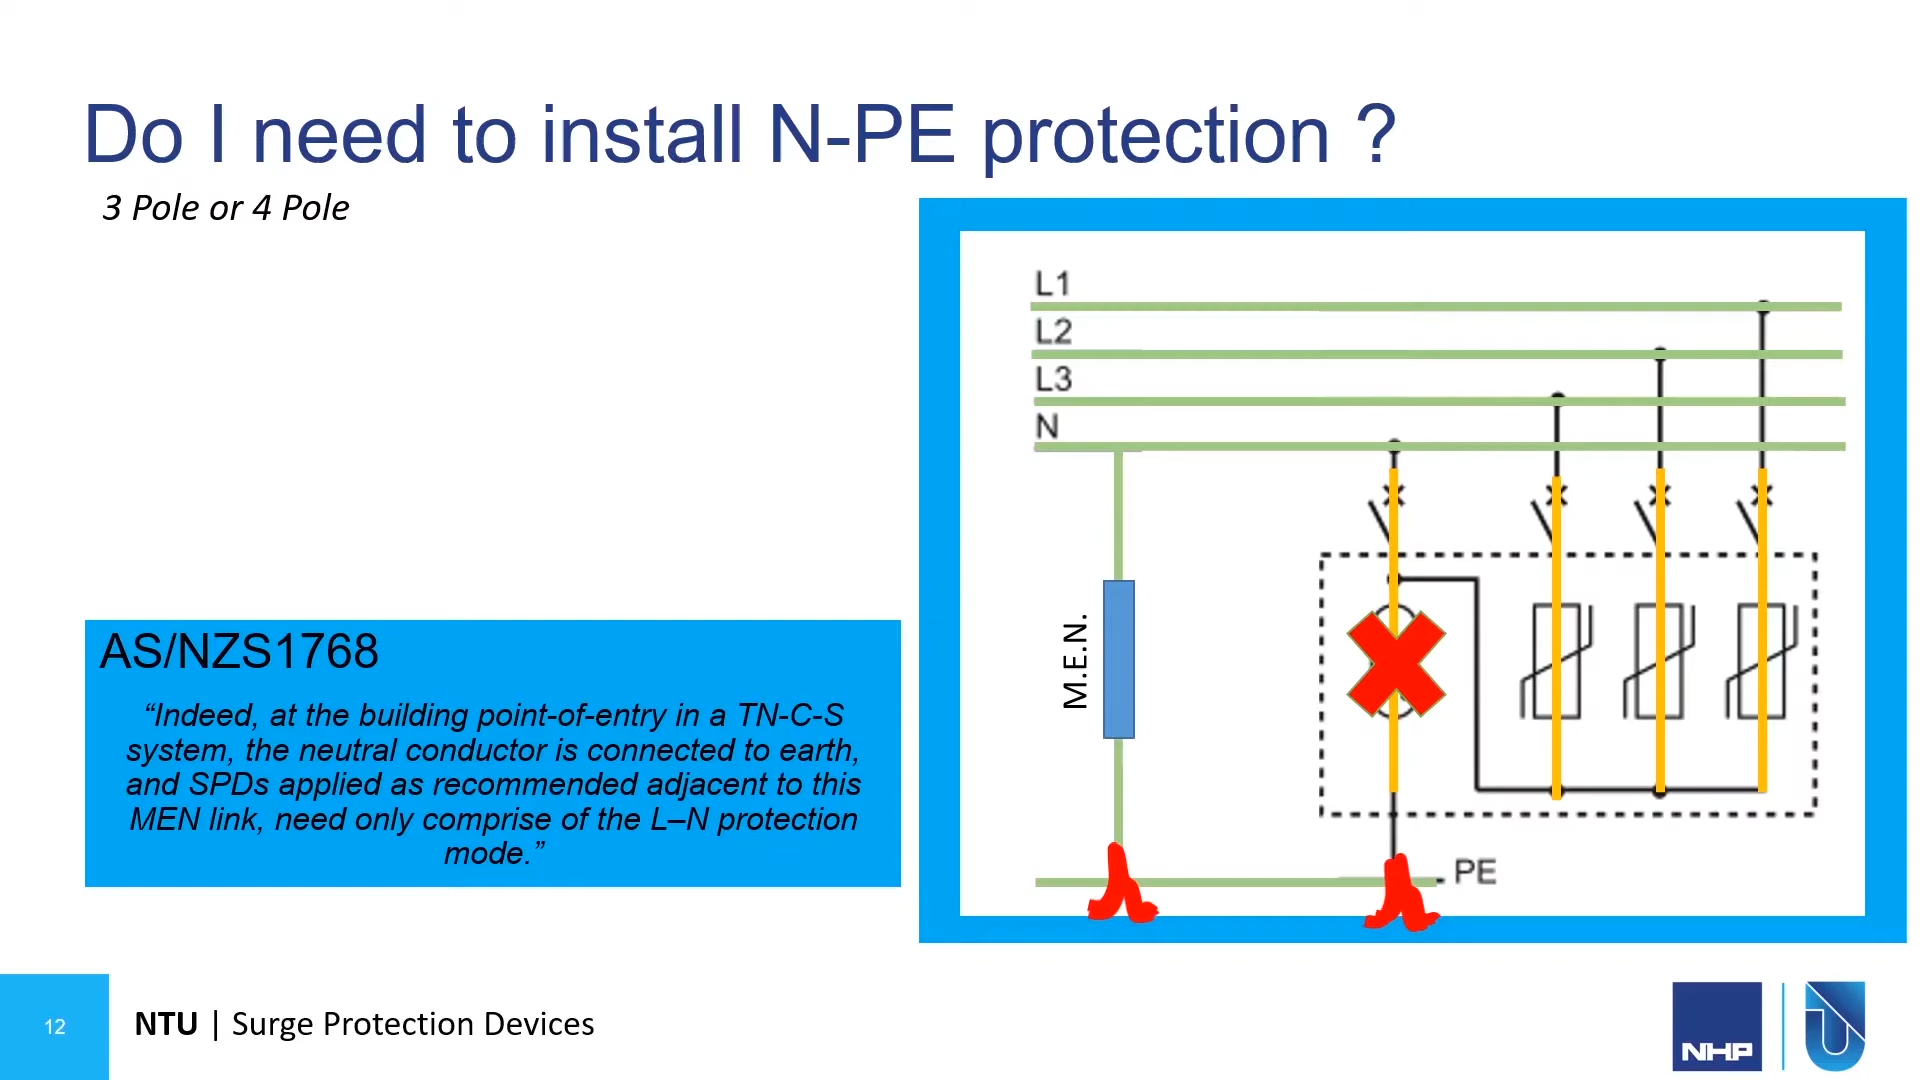 Do I need to install N-PE protection ?
3 Pole or 4 Pole
L1
L2
L3
N
M.E.N.
PE
AS/NZS1768
“Indeed, at the building point-of-entry in a TN-C-S
system, the neutral conductor is connected to earth,
and SPDs applied as recommended adjacent to this
MEN link, need only comprise of the L–N protection
mode.”
12
NTU | Surge Protection Devices
NHP